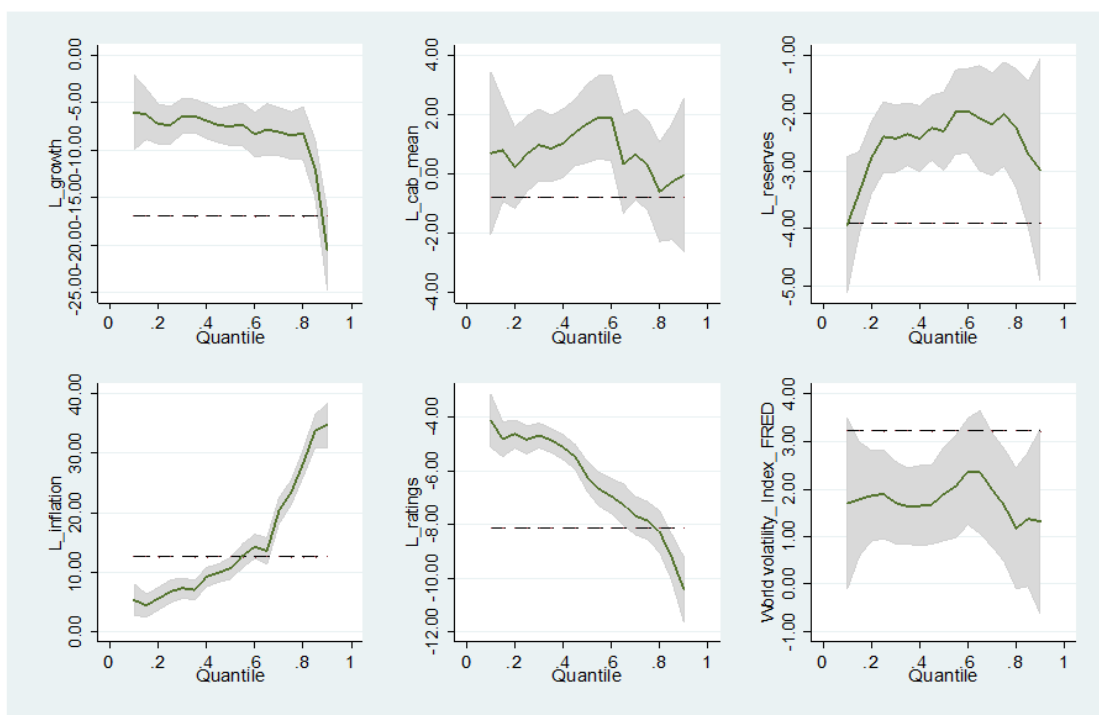 L_growth
0.00
-5.00
-10.00
-15.00
-20.00
-25.00
0 .2 .4 .6 .8 1
Quantile
L_cab_mean
4.00
2.00
0.00
-2.00
-4.00
0 .2 .4 .6 .8 1
Quantile
L_reserves
-1.00
-2.00
-3.00
-4.00
-5.00
0 .2 .4 .6 .8 1
Quantile
L_inflation
40.00
30.00
20.00
10.00
0.00
0 .2 .4 .6 .8 1
Quantile
L_ratings
-4.00
-6.00
-8.00
-10.00
-12.00
0 .2 .4 .6 .8 1
Quantile
World volatility_Index_FRED
4.00
3.00
2.00
1.00
0.00
-1.00
0 .2 .4 .6 .8 1
Quantile